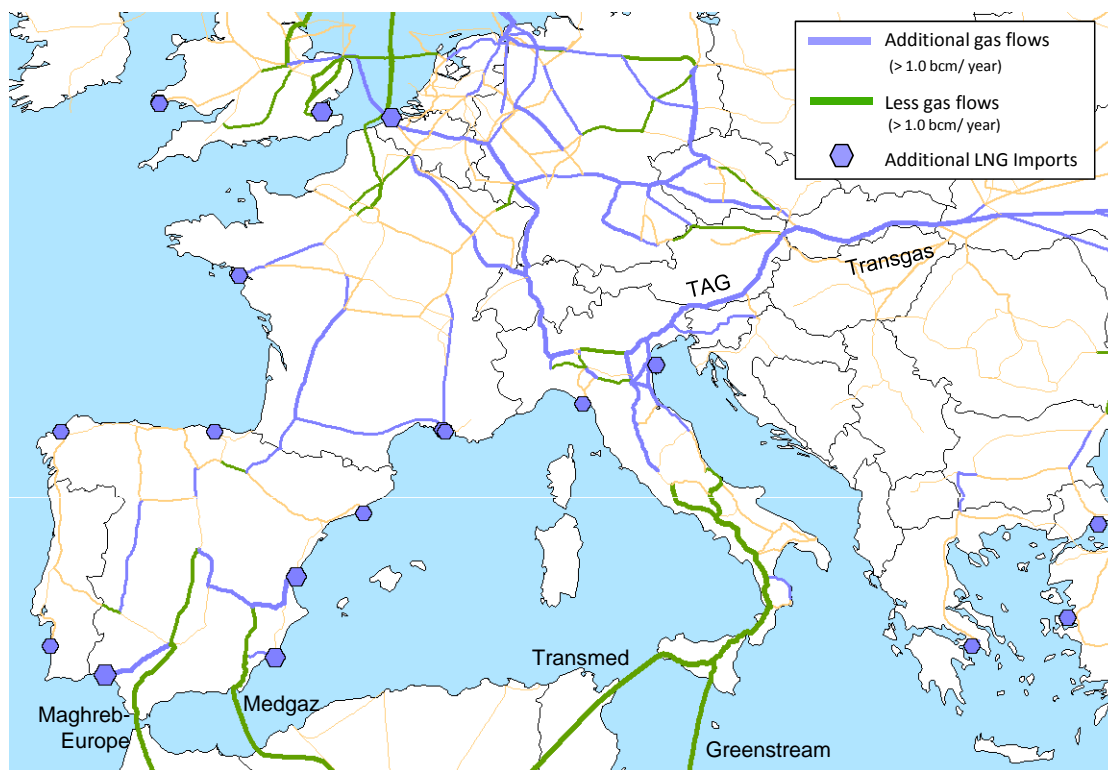 Additional gas flows
(> 1.0 bcm/ year)
Less gas flows
(> 1.0 bcm/ year)
Additional LNG Imports
Transgas
TAG
Transmed
Medgaz
Maghreb-
Europe
Greenstream